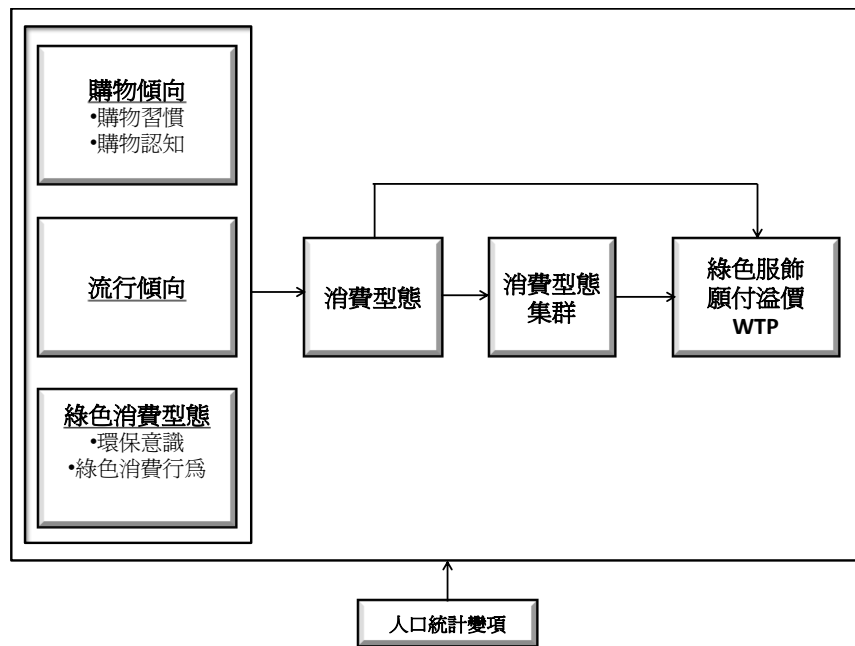 購物傾向
•購物習慣
•購物認知
流行傾向
綠色消費型態
•環保意識
•綠色消費行為
消費型態
消費型態
集群
綠色服飾
願付溢價
WTP
人口統計變項